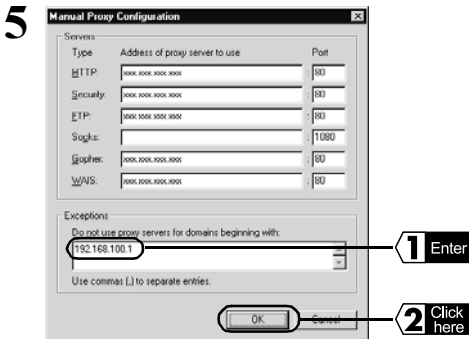 5
Manual Proxy Configuration
Servers
Type Address of proxy server to use Port
HTTP: xxx.xxx.xxx.xxx : 80
Security: xxx.xxx.xxx.xxx : 80
FTP: xxx.xxx.xxx.xxx : 80
Socks: : 1080
Gopher: xxx.xxx.xxx.xxx : 80
WAIS: xxx.xxx.xxx.xxx : 80
Exceptions
Do not use proxy servers for domains beginning with:
192.168.100.1
1 Enter
Use commas (,) to separate entries.
OK Cancel
2 Click here